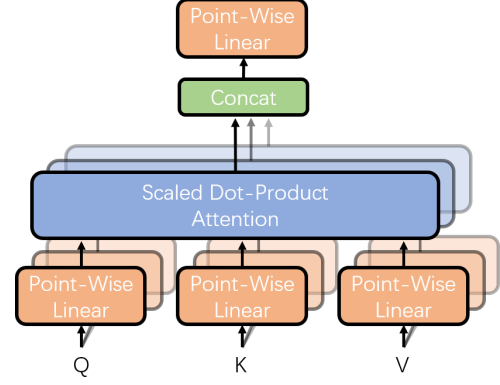 Point-Wise
Linear
Concat
Scaled Dot-Product
Attention
Point-Wise
Linear
Point-Wise
Linear
Point-Wise
Linear
Q
K
V